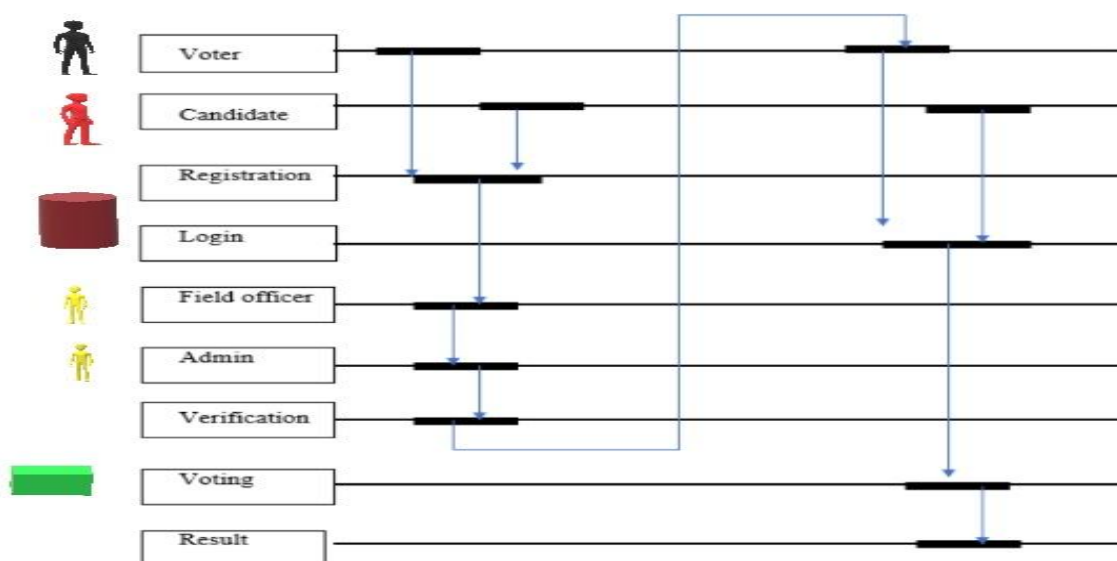 Voter
Candidate
Registration
Login
Field officer
Admin
Verification
Voting
Result